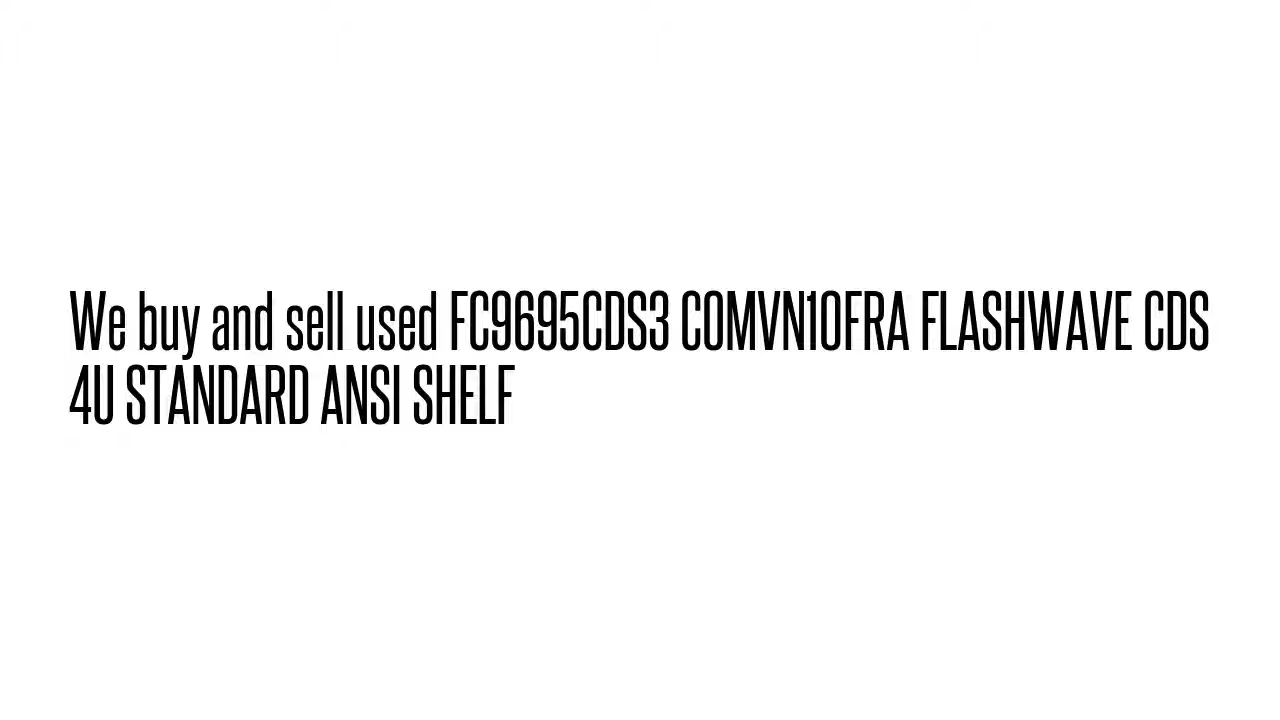 We buy and sell used FC9695CDS3 COMVN10FRA FLASHWAVE CDS
4U STANDARD ANSI SHELF